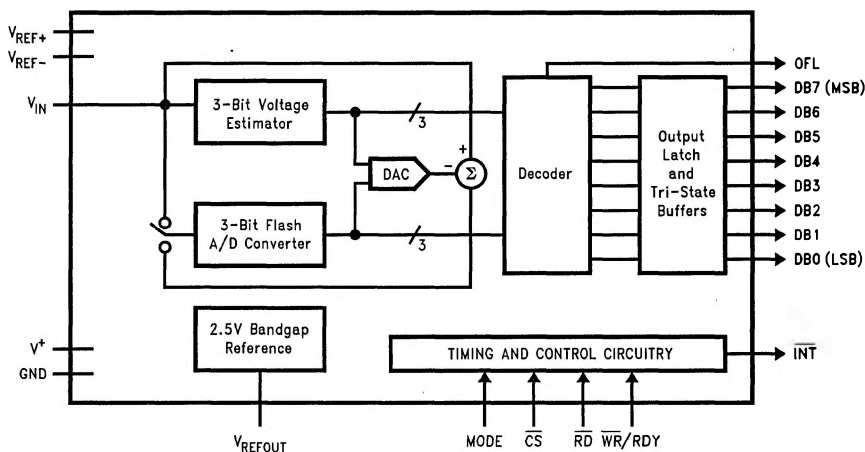 VREF+
VREF-
VIN
3-Bit Voltage
Estimator
3
DAC
+
-
Σ
3-Bit Flash
A/D Converter
3
Decoder
Output
Latch
and
Tri-State
Buffers
OFL
DB7 (MSB)
DB6
DB5
DB4
DB3
DB2
DB1
DB0 (LSB)
2.5V Bandgap
Reference
V+
GND
TIMING AND CONTROL CIRCUITRY
INT
VREFOUT
MODE
CS
RD
WR/RDY